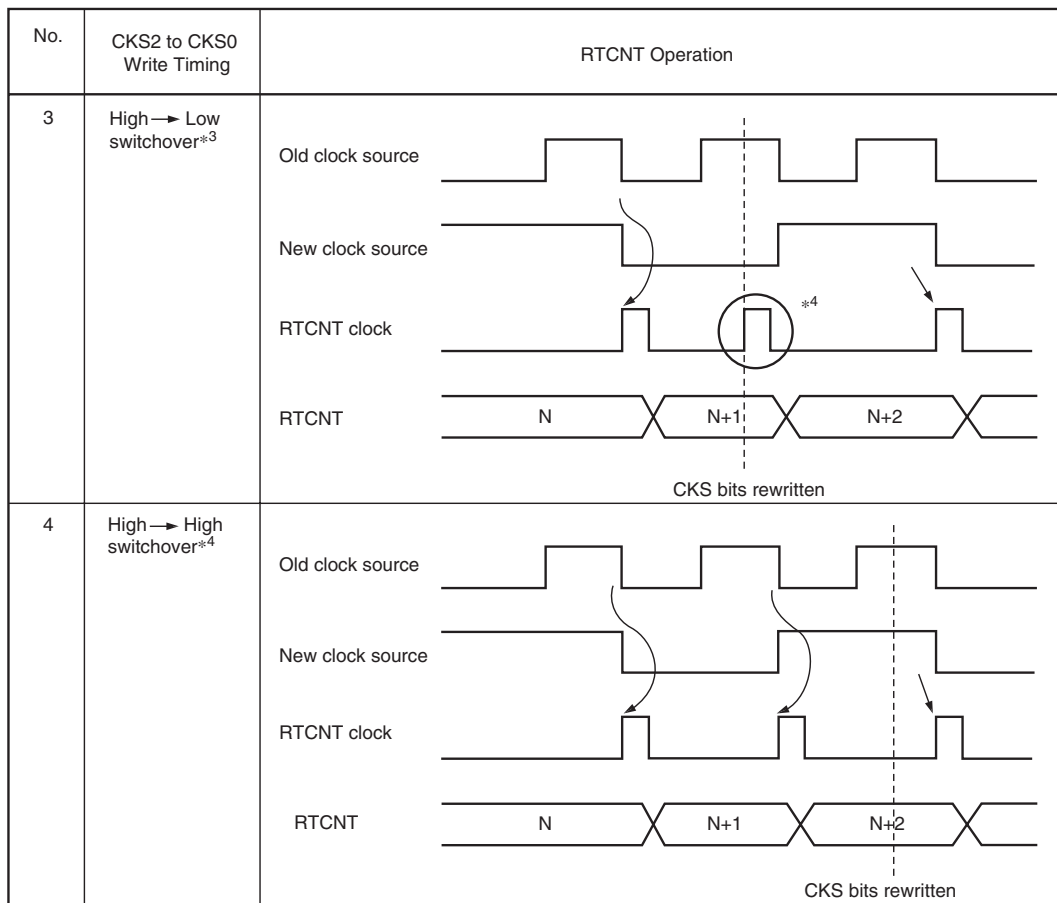 No.
CKS2 to CKS0
Write Timing
RTCNT Operation
3
High → Low
switchover*3
Old clock source
New clock source
RTCNT clock
*4
RTCNT
N
N+1
N+2
CKS bits rewritten
4
High → High
switchover*4
Old clock source
New clock source
RTCNT clock
RTCNT
N
N+1
N+2
CKS bits rewritten